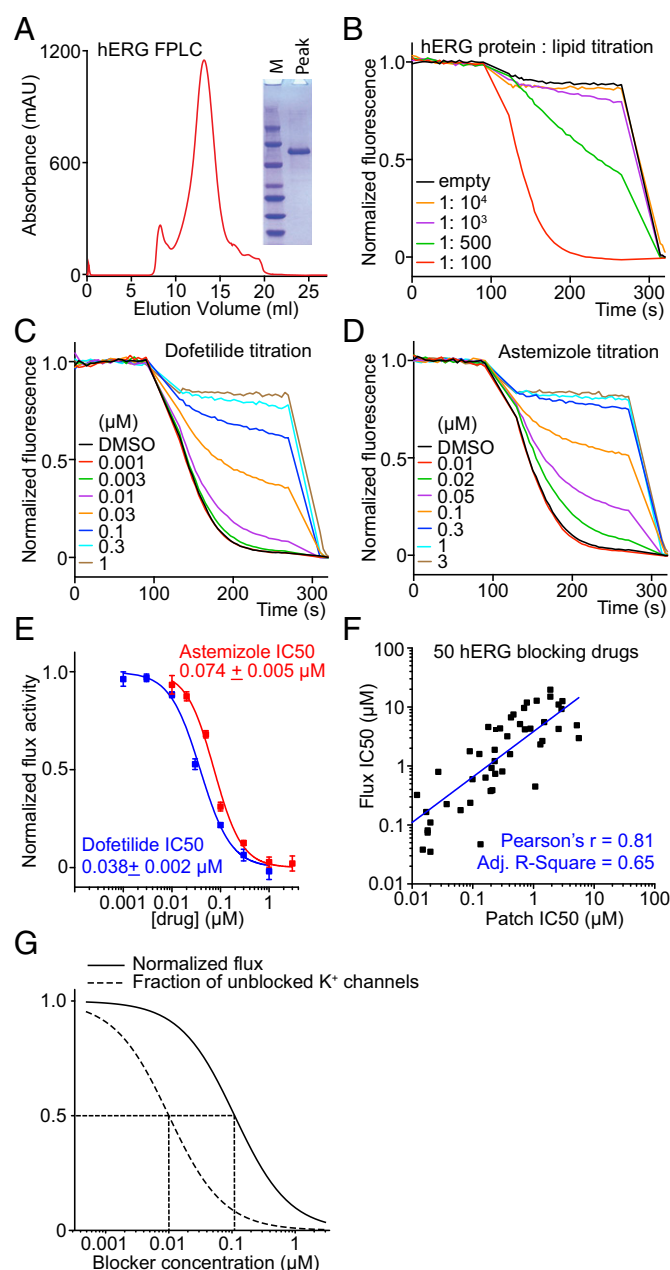 A
hERG FPLC
M
Peak
1200
600
0
Absorbance (mAU)
0 5 10 15 20 25
Elution Volume (ml)
B
hERG protein : lipid titration
1.0
0.5
0
Normalized fluorescence
empty
1: 10⁴
1: 10³
1: 500
1: 100
0 100 200 300
Time (s)
C
Dofetilide titration
1.0
0.5
0
Normalized fluorescence
(µM)
DMSO
0.001
0.003
0.01
0.03
0.1
0.3
1
0 100 200 300
Time (s)
D
Astemizole titration
1.0
0.5
0
Normalized fluorescence
(µM)
DMSO
0.01
0.02
0.05
0.1
0.3
1
3
0 100 200 300
Time (s)
E
Astemizole IC50
0.074 ± 0.005 µM
1.0
0.5
0
Normalized flux activity
Dofetilide IC50
0.038± 0.002 µM
0.001 0.01 0.1 1
[drug] (µM)
F
50 hERG blocking drugs
100
10
1
0.1
0.01
Flux IC50 (µM)
Pearson's r = 0.81
Adj. R-Square = 0.65
0.01 0.1 1 10 100
Patch IC50 (µM)
G
Normalized flux
Fraction of unblocked K⁺ channels
1.0
0.5
0
0.001 0.01 0.1 1
Blocker concentration (µM)